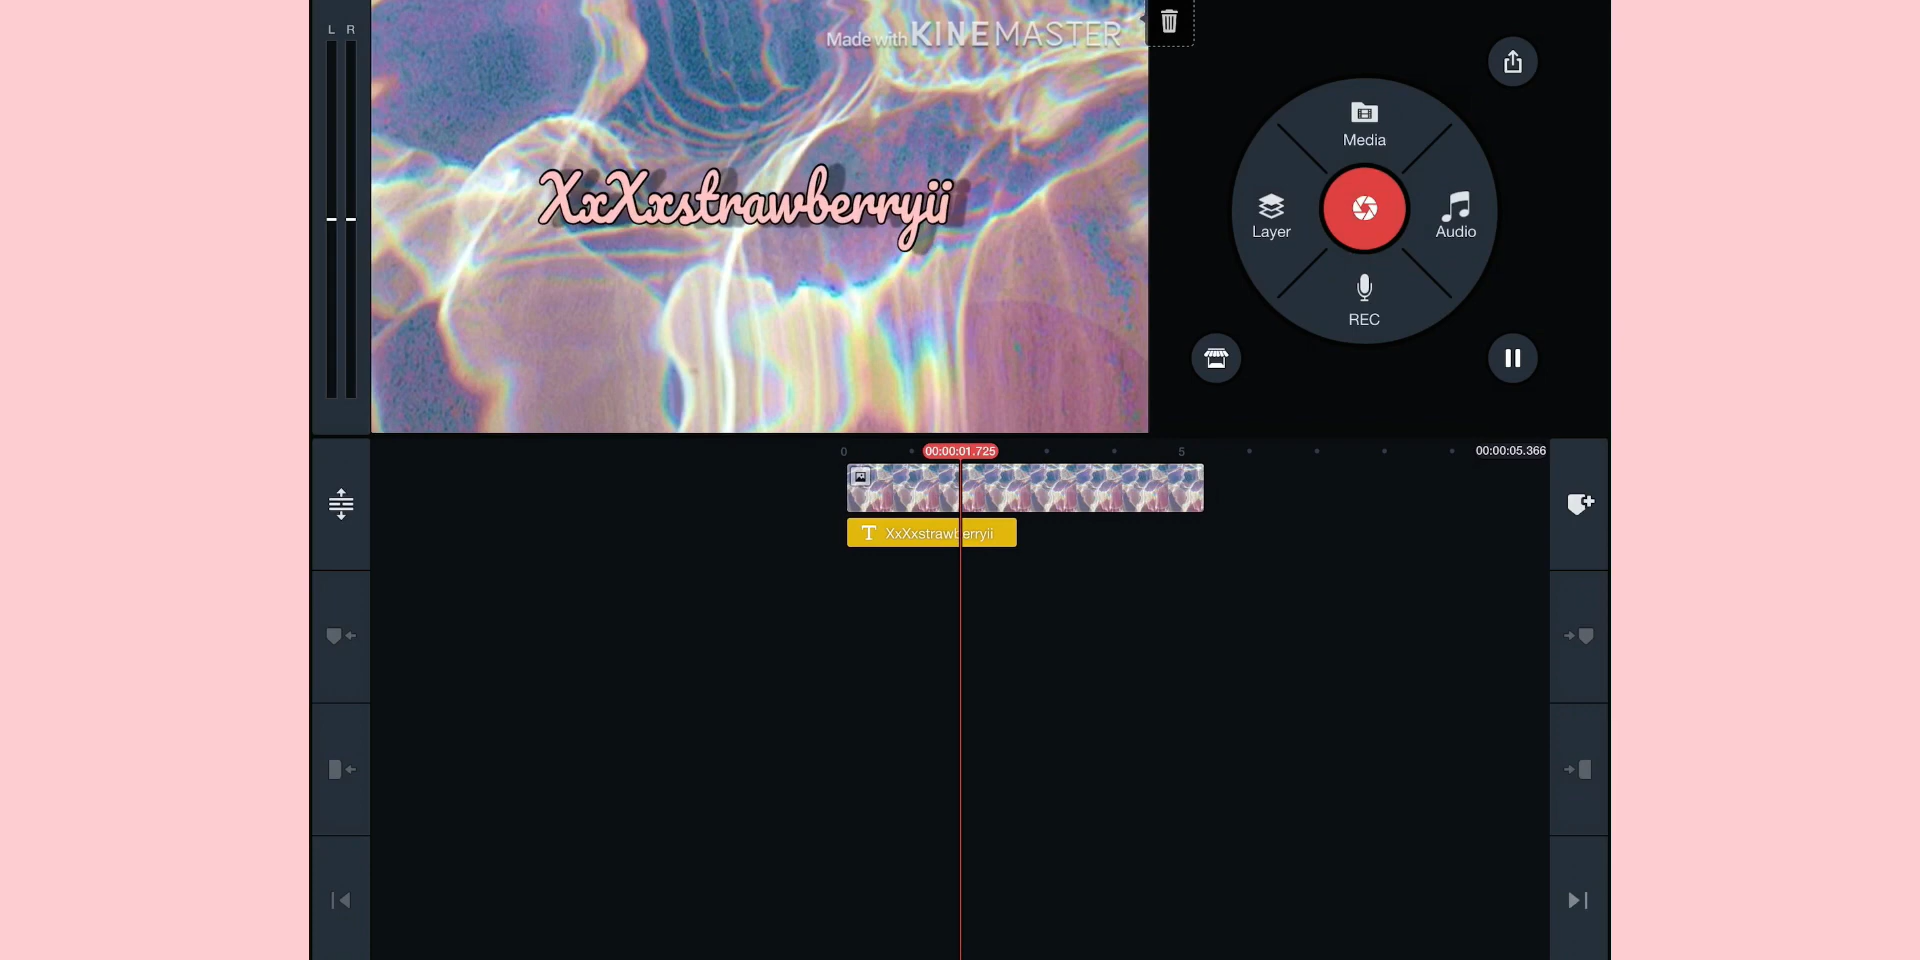 L R
Made with KINEMASTER
Media
XxXxstrawberryii
Layer
Audio
REC
0
00:00:01.725
5
00:00:05.366
T XxXxstrawberryii